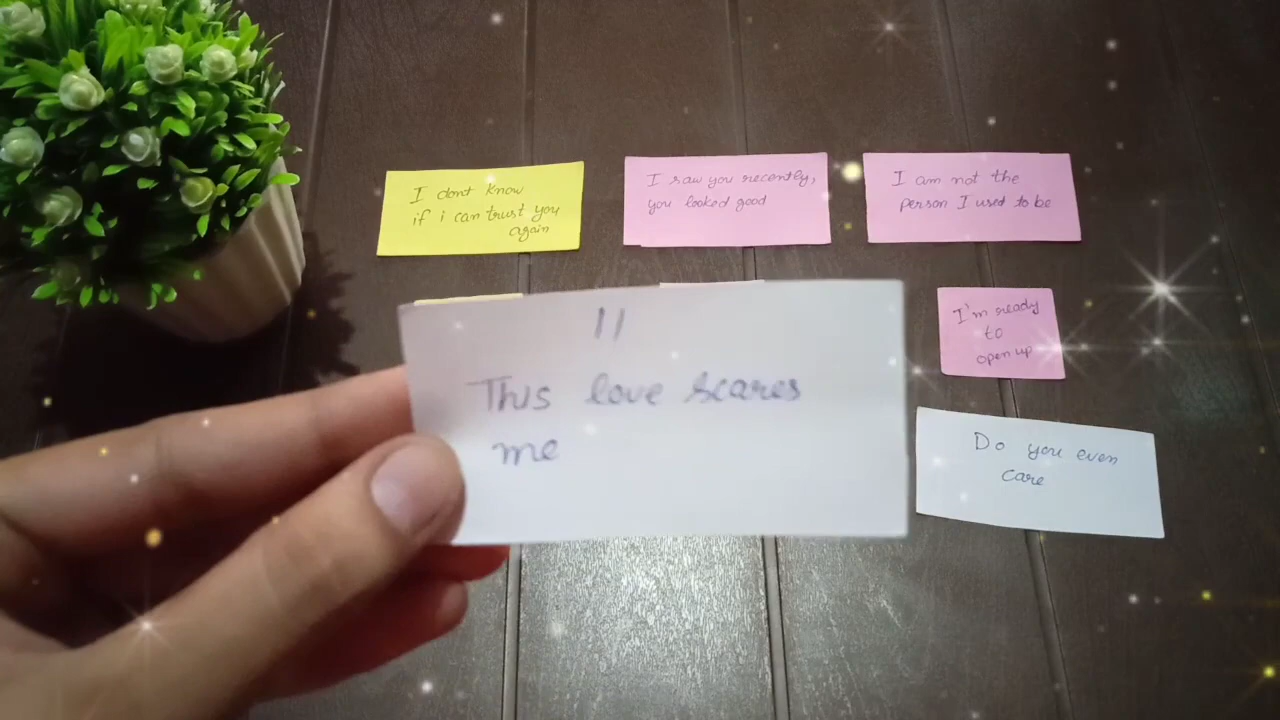 I dont know
if i can trust you
again
I saw you recently,
you looked good
I am not the
person I used to be
I'm ready
to
open up
11
This love scares
me
Do you even
care